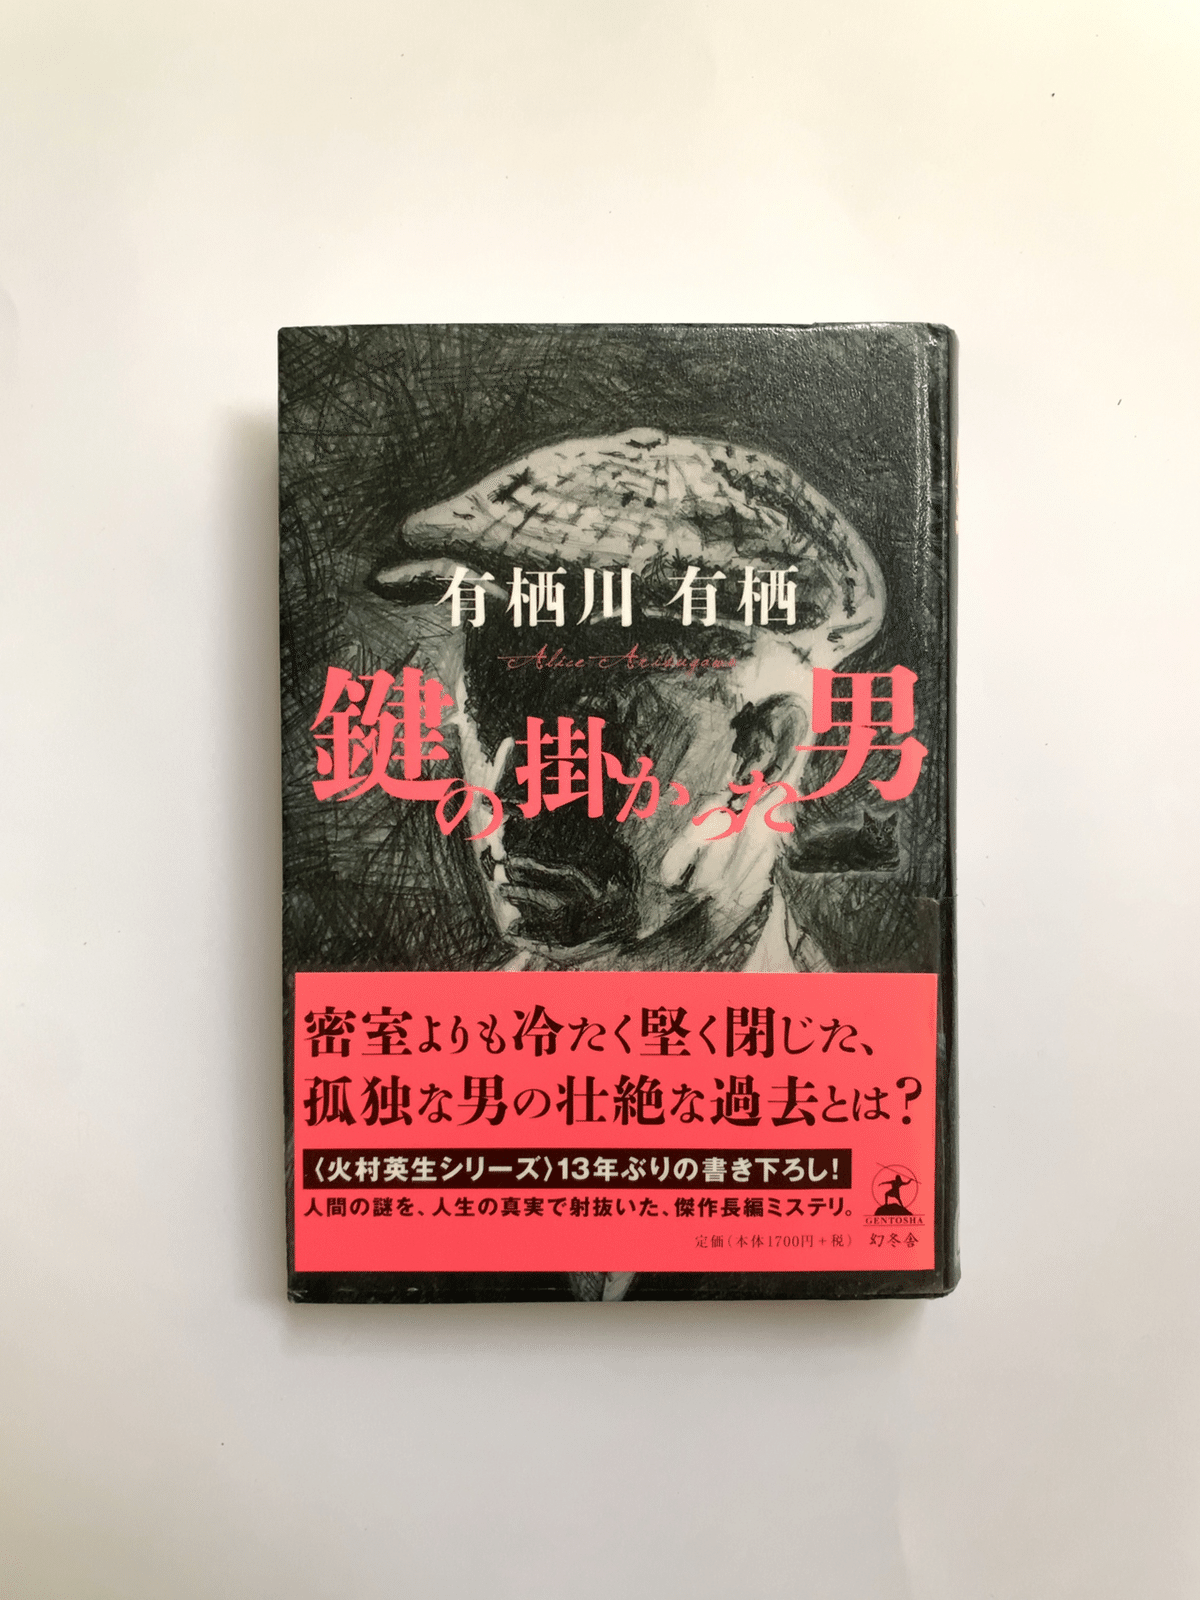 有栖川 有栖
Alice Arisugawa
鍵の掛かった男
密室よりも冷たく堅く閉じた、
孤独な男の壮絶な過去とは?
〈火村英生シリーズ〉13年ぶりの書き下ろし!
人間の謎を、人生の真実で射抜いた、傑作長編ミステリ。
定価(本体1700円+税)
GENTOSHA
幻冬舎